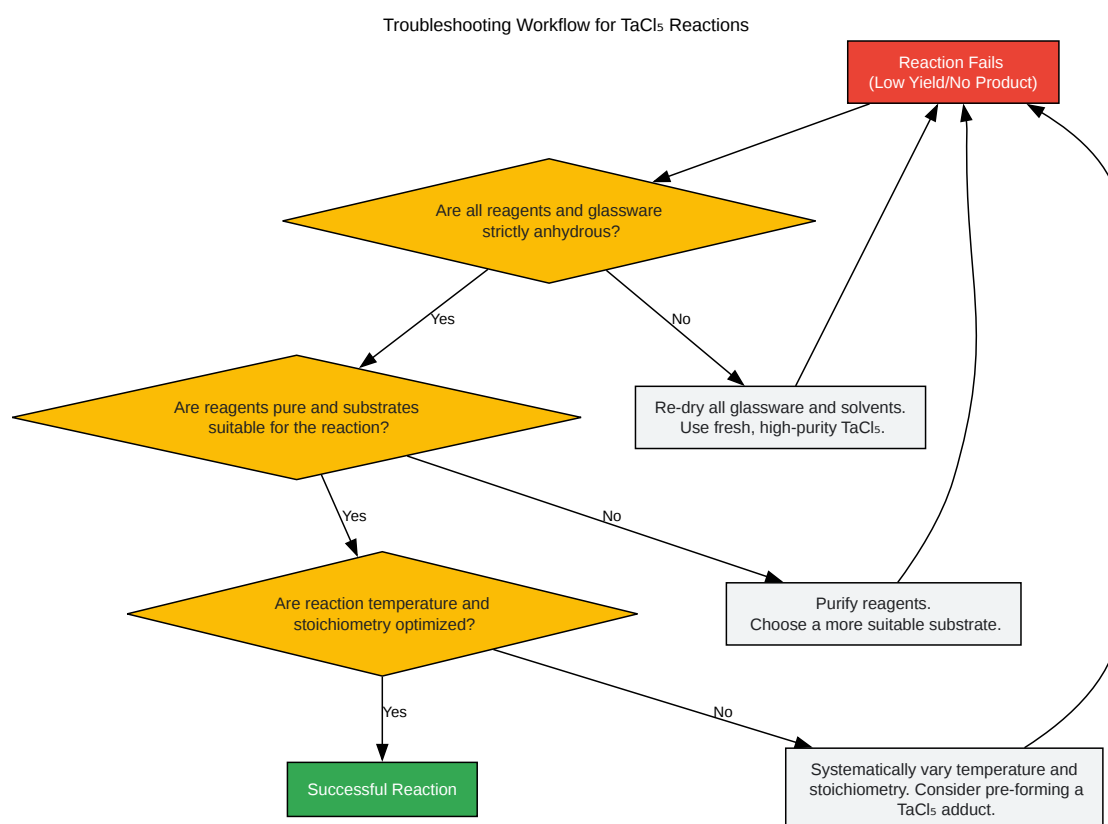 Troubleshooting Workflow for TaCl₅ Reactions
Reaction Fails
(Low Yield/No Product)
Are all reagents and glassware
strictly anhydrous?
Yes
No
Are reagents pure and substrates
suitable for the reaction?
Re-dry all glassware and solvents.
Use fresh, high-purity TaCl₅.
Yes
No
Are reaction temperature and
stoichiometry optimized?
Purify reagents.
Choose a more suitable substrate.
Yes
No
Successful Reaction
Systematically vary temperature and
stoichiometry. Consider pre-forming a
TaCl₅ adduct.